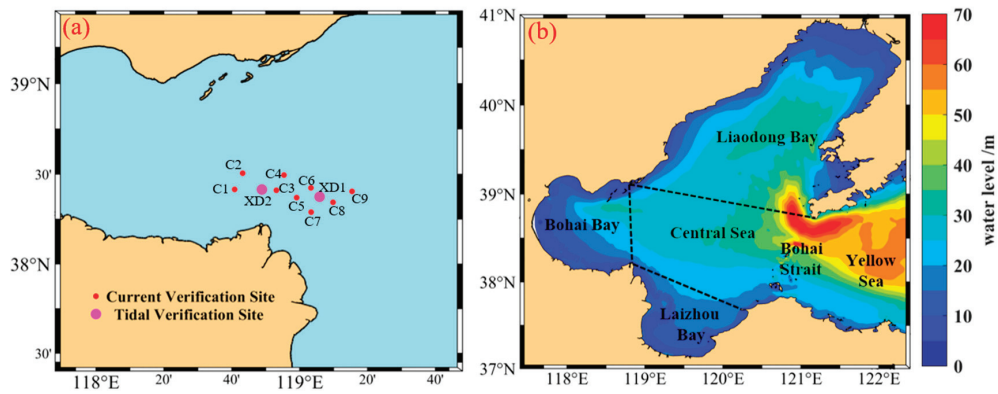 (a)
39°N
30'
38°N
30'
118°E
20'
40'
119°E
20'
40'
C2
C4
C1
C3
C6
XD1
XD2
C5
C9
C8
C7
Current Verification Site
Tidal Verification Site
(b)
41°N
40°N
39°N
38°N
37°N
118°E
119°E
120°E
121°E
122°E
Liaodong Bay
Bohai Bay
Central Sea
Bohai
Strait
Yellow
Sea
Laizhou
Bay
70
60
50
40
30
20
10
0
water level /m